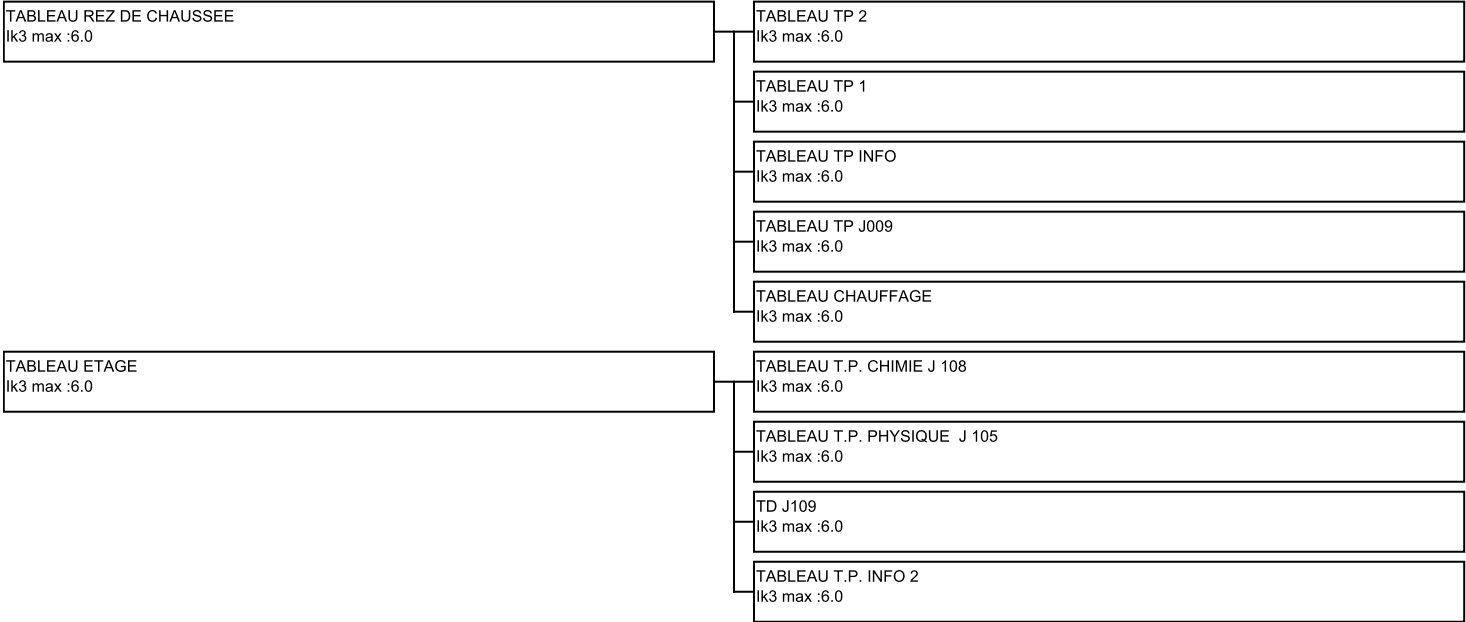 TABLEAU REZ DE CHAUSSEE
Ik3 max :6.0
TABLEAU TP 2
Ik3 max :6.0
TABLEAU TP 1
Ik3 max :6.0
TABLEAU TP INFO
Ik3 max :6.0
TABLEAU TP J009
Ik3 max :6.0
TABLEAU CHAUFFAGE
Ik3 max :6.0
TABLEAU ETAGE
Ik3 max :6.0
TABLEAU T.P. CHIMIE J 108
Ik3 max :6.0
TABLEAU T.P. PHYSIQUE  J 105
Ik3 max :6.0
TD J109
Ik3 max :6.0
TABLEAU T.P. INFO 2
Ik3 max :6.0